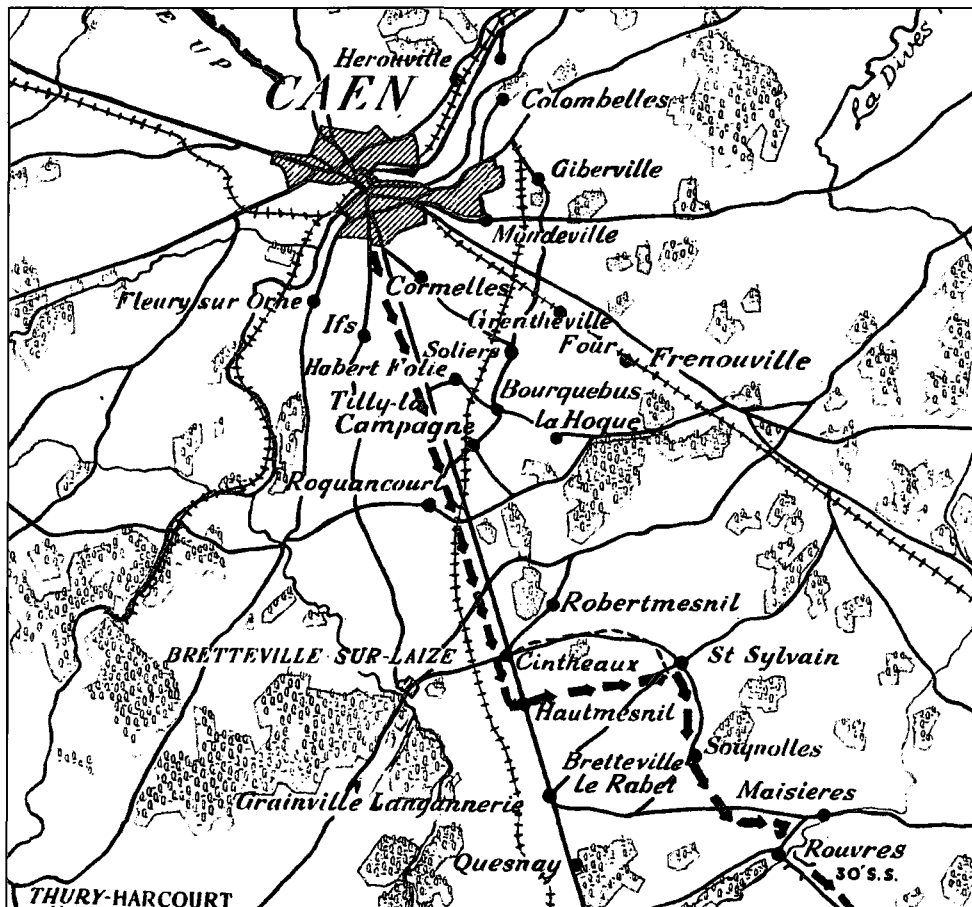 E U P
Herouville
CAEN
Colombelles
La Dives
Giberville
Mondeville
Cormelles
Fleury sur Orne
Ifs
Grentheville
Soliers
Four
Frenouville
Habert Folie
Bourquebus
Tilly-la
Campagne
la Hoque
Roquancourt
Robertmesnil
BRETTEVILLE SUR-LAIZE
Cintheaux
St Sylvain
Hautmesnil
Soignolles
Bretteville
le Rabet
Maisieres
Grainville Langannerie
Quesnay
Rouvres
30'S.S.
THURY-HARCOURT